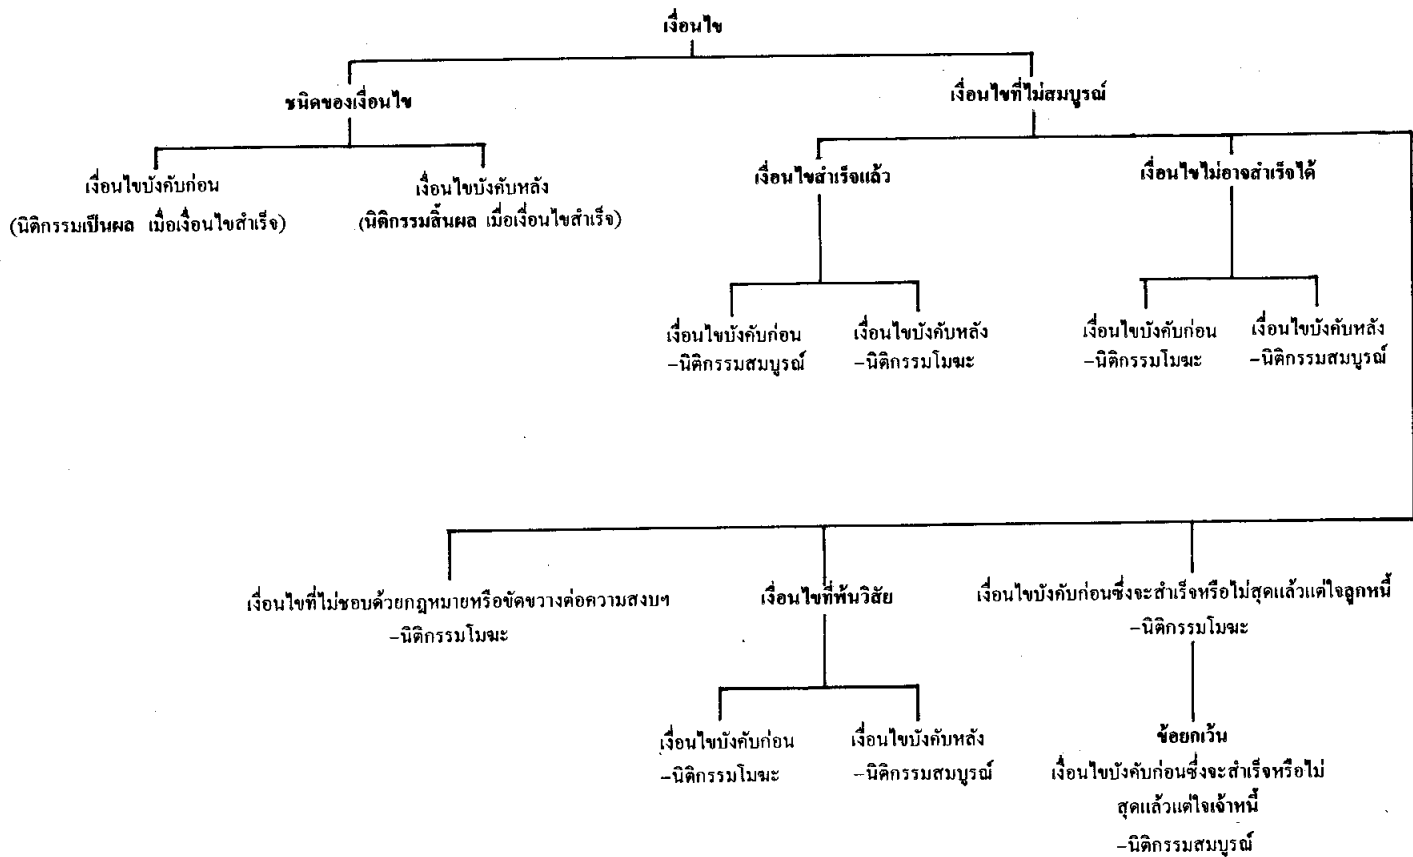 เงื่อนไข
ชนิดของเงื่อนไข
เงื่อนไขที่ไม่สมบูรณ์
เงื่อนไขบังคับก่อน
(นิติกรรมเป็นผล เมื่อเงื่อนไขสำเร็จ)
เงื่อนไขบังคับหลัง
(นิติกรรมสิ้นผล เมื่อเงื่อนไขสำเร็จ)
เงื่อนไขสำเร็จแล้ว
เงื่อนไขไม่อาจสำเร็จได้
เงื่อนไขบังคับก่อน
-นิติกรรมสมบูรณ์
เงื่อนไขบังคับหลัง
-นิติกรรมโมฆะ
เงื่อนไขบังคับก่อน
-นิติกรรมโมฆะ
เงื่อนไขบังคับหลัง
-นิติกรรมสมบูรณ์
เงื่อนไขที่ไม่ชอบด้วยกฎหมายหรือขัดขวางต่อความสงบฯ
-นิติกรรมโมฆะ
เงื่อนไขที่พ้นวิสัย
เงื่อนไขบังคับก่อนซึ่งจะสำเร็จหรือไม่สุดแล้วแต่ใจลูกหนี้
-นิติกรรมโมฆะ
เงื่อนไขบังคับก่อน
-นิติกรรมโมฆะ
เงื่อนไขบังคับหลัง
-นิติกรรมสมบูรณ์
ข้อยกเว้น
เงื่อนไขบังคับก่อนซึ่งจะสำเร็จหรือไม่
สุดแล้วแต่ใจเจ้าหนี้
-นิติกรรมสมบูรณ์